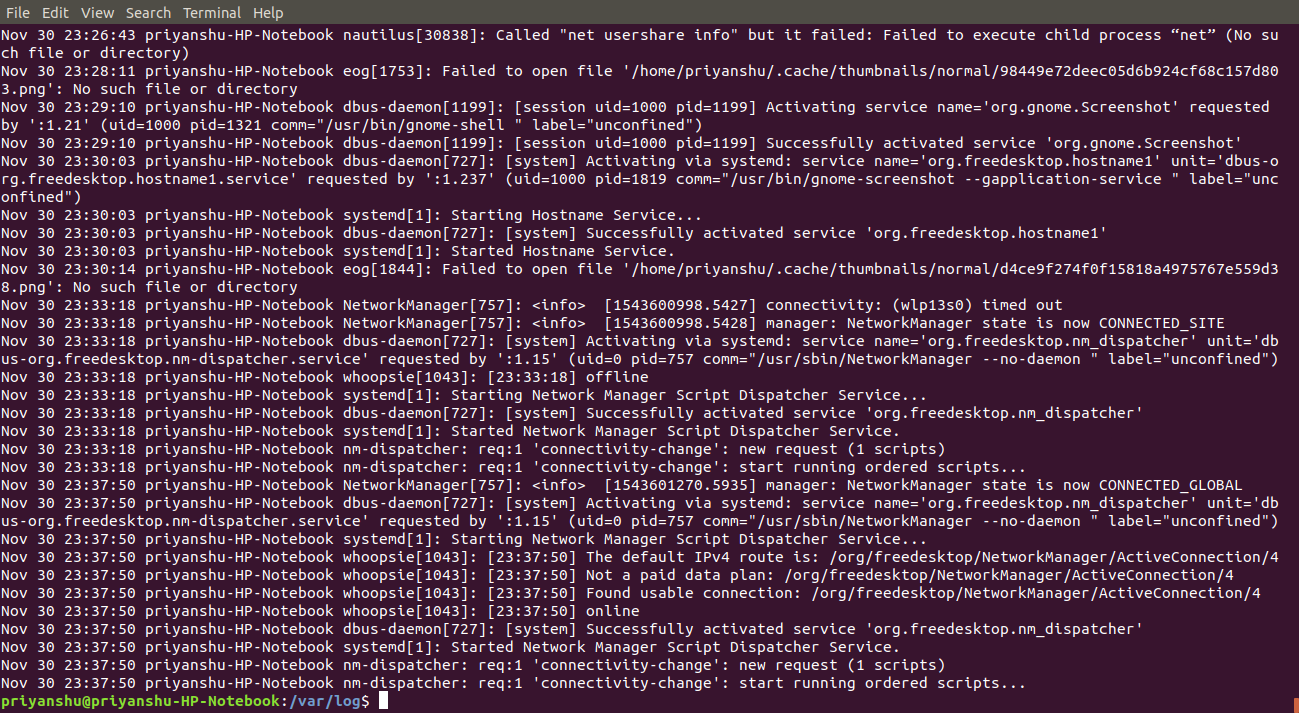 File Edit View Search Terminal Help
Nov 30 23:26:43 priyanshu-HP-Notebook nautilus[30838]: Called "net usershare info" but it failed: Failed to execute child process “net” (No su
ch file or directory)
Nov 30 23:28:11 priyanshu-HP-Notebook eog[1753]: Failed to open file '/home/priyanshu/.cache/thumbnails/normal/98449e72deec05d6b924cf68c157d80
3.png': No such file or directory
Nov 30 23:29:10 priyanshu-HP-Notebook dbus-daemon[1199]: [session uid=1000 pid=1199] Activating service name='org.gnome.Screenshot' requested
by ':1.21' (uid=1000 pid=1321 comm="/usr/bin/gnome-shell " label="unconfined")
Nov 30 23:29:10 priyanshu-HP-Notebook dbus-daemon[1199]: [session uid=1000 pid=1199] Successfully activated service 'org.gnome.Screenshot'
Nov 30 23:30:03 priyanshu-HP-Notebook dbus-daemon[727]: [system] Activating via systemd: service name='org.freedesktop.hostname1' unit='dbus-o
rg.freedesktop.hostname1.service' requested by ':1.237' (uid=1000 pid=1819 comm="/usr/bin/gnome-screenshot --gapplication-service " label="unc
onfined")
Nov 30 23:30:03 priyanshu-HP-Notebook systemd[1]: Starting Hostname Service...
Nov 30 23:30:03 priyanshu-HP-Notebook dbus-daemon[727]: [system] Successfully activated service 'org.freedesktop.hostname1'
Nov 30 23:30:03 priyanshu-HP-Notebook systemd[1]: Started Hostname Service.
Nov 30 23:30:14 priyanshu-HP-Notebook eog[1844]: Failed to open file '/home/priyanshu/.cache/thumbnails/normal/d4ce9f274f0f15818a4975767e559d3
8.png': No such file or directory
Nov 30 23:33:18 priyanshu-HP-Notebook NetworkManager[757]: <info>  [1543600998.5427] connectivity: (wlp13s0) timed out
Nov 30 23:33:18 priyanshu-HP-Notebook NetworkManager[757]: <info>  [1543600998.5428] manager: NetworkManager state is now CONNECTED_SITE
Nov 30 23:33:18 priyanshu-HP-Notebook dbus-daemon[727]: [system] Activating via systemd: service name='org.freedesktop.nm_dispatcher' unit='db
us-org.freedesktop.nm-dispatcher.service' requested by ':1.15' (uid=0 pid=757 comm="/usr/sbin/NetworkManager --no-daemon " label="unconfined")
Nov 30 23:33:18 priyanshu-HP-Notebook whoopsie[1043]: [23:33:18] offline
Nov 30 23:33:18 priyanshu-HP-Notebook systemd[1]: Starting Network Manager Script Dispatcher Service...
Nov 30 23:33:18 priyanshu-HP-Notebook dbus-daemon[727]: [system] Successfully activated service 'org.freedesktop.nm_dispatcher'
Nov 30 23:33:18 priyanshu-HP-Notebook systemd[1]: Started Network Manager Script Dispatcher Service.
Nov 30 23:33:18 priyanshu-HP-Notebook nm-dispatcher: req:1 'connectivity-change': new request (1 scripts)
Nov 30 23:33:18 priyanshu-HP-Notebook nm-dispatcher: req:1 'connectivity-change': start running ordered scripts...
Nov 30 23:37:50 priyanshu-HP-Notebook NetworkManager[757]: <info>  [1543601270.5935] manager: NetworkManager state is now CONNECTED_GLOBAL
Nov 30 23:37:50 priyanshu-HP-Notebook dbus-daemon[727]: [system] Activating via systemd: service name='org.freedesktop.nm_dispatcher' unit='db
us-org.freedesktop.nm-dispatcher.service' requested by ':1.15' (uid=0 pid=757 comm="/usr/sbin/NetworkManager --no-daemon " label="unconfined")
Nov 30 23:37:50 priyanshu-HP-Notebook systemd[1]: Starting Network Manager Script Dispatcher Service...
Nov 30 23:37:50 priyanshu-HP-Notebook whoopsie[1043]: [23:37:50] The default IPv4 route is: /org/freedesktop/NetworkManager/ActiveConnection/4
Nov 30 23:37:50 priyanshu-HP-Notebook whoopsie[1043]: [23:37:50] Not a paid data plan: /org/freedesktop/NetworkManager/ActiveConnection/4
Nov 30 23:37:50 priyanshu-HP-Notebook whoopsie[1043]: [23:37:50] Found usable connection: /org/freedesktop/NetworkManager/ActiveConnection/4
Nov 30 23:37:50 priyanshu-HP-Notebook whoopsie[1043]: [23:37:50] online
Nov 30 23:37:50 priyanshu-HP-Notebook dbus-daemon[727]: [system] Successfully activated service 'org.freedesktop.nm_dispatcher'
Nov 30 23:37:50 priyanshu-HP-Notebook systemd[1]: Started Network Manager Script Dispatcher Service.
Nov 30 23:37:50 priyanshu-HP-Notebook nm-dispatcher: req:1 'connectivity-change': new request (1 scripts)
Nov 30 23:37:50 priyanshu-HP-Notebook nm-dispatcher: req:1 'connectivity-change': start running ordered scripts...
priyanshu@priyanshu-HP-Notebook:/var/log$